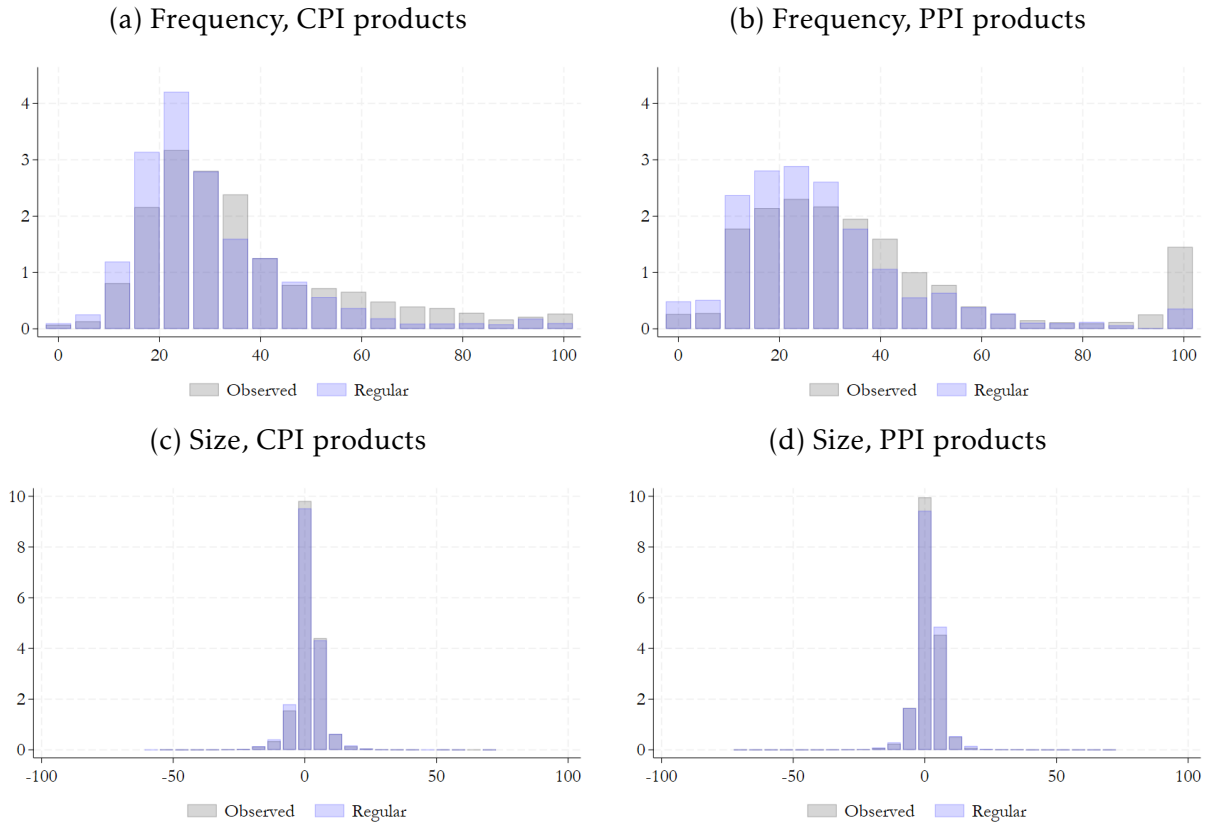 (a) Frequency, CPI products
4
3
2
1
0
0 20 40 60 80 100
Observed Regular
(b) Frequency, PPI products
4
3
2
1
0
0 20 40 60 80 100
Observed Regular
(c) Size, CPI products
10
8
6
4
2
0
-100 -50 0 50 100
Observed Regular
(d) Size, PPI products
10
8
6
4
2
0
-100 -50 0 50 100
Observed Regular